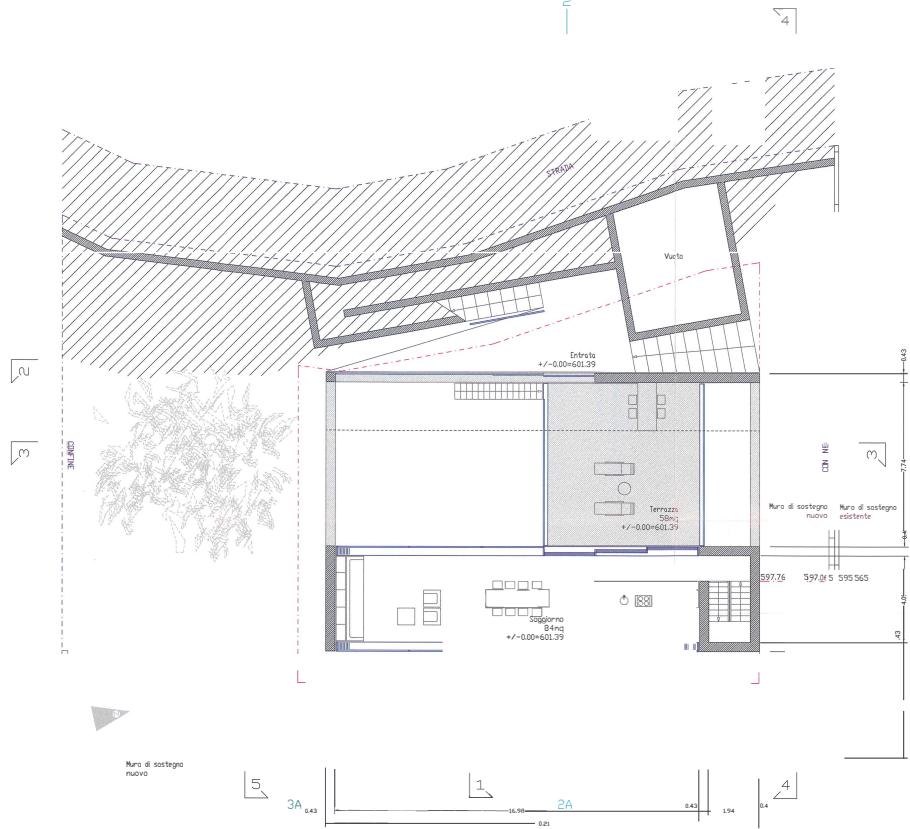 2
4
STRADA
Vuoto
Entrata
+/-0.00=601.39
0.43
2
3
CONFINE
3
7.74
Muro di sostegno
nuovo
Muro di sostegno
esistente
Terrazza
58mq
+/-0.00=601.39
0.4
597.76
595
565
4.01
Soggiorno
84mq
+/-0.00=601.39
.43
Muro di sostegno
nuovo
5
1
4
3A
0.43
16.98
2A
0.43
1.94
0.4
0.21